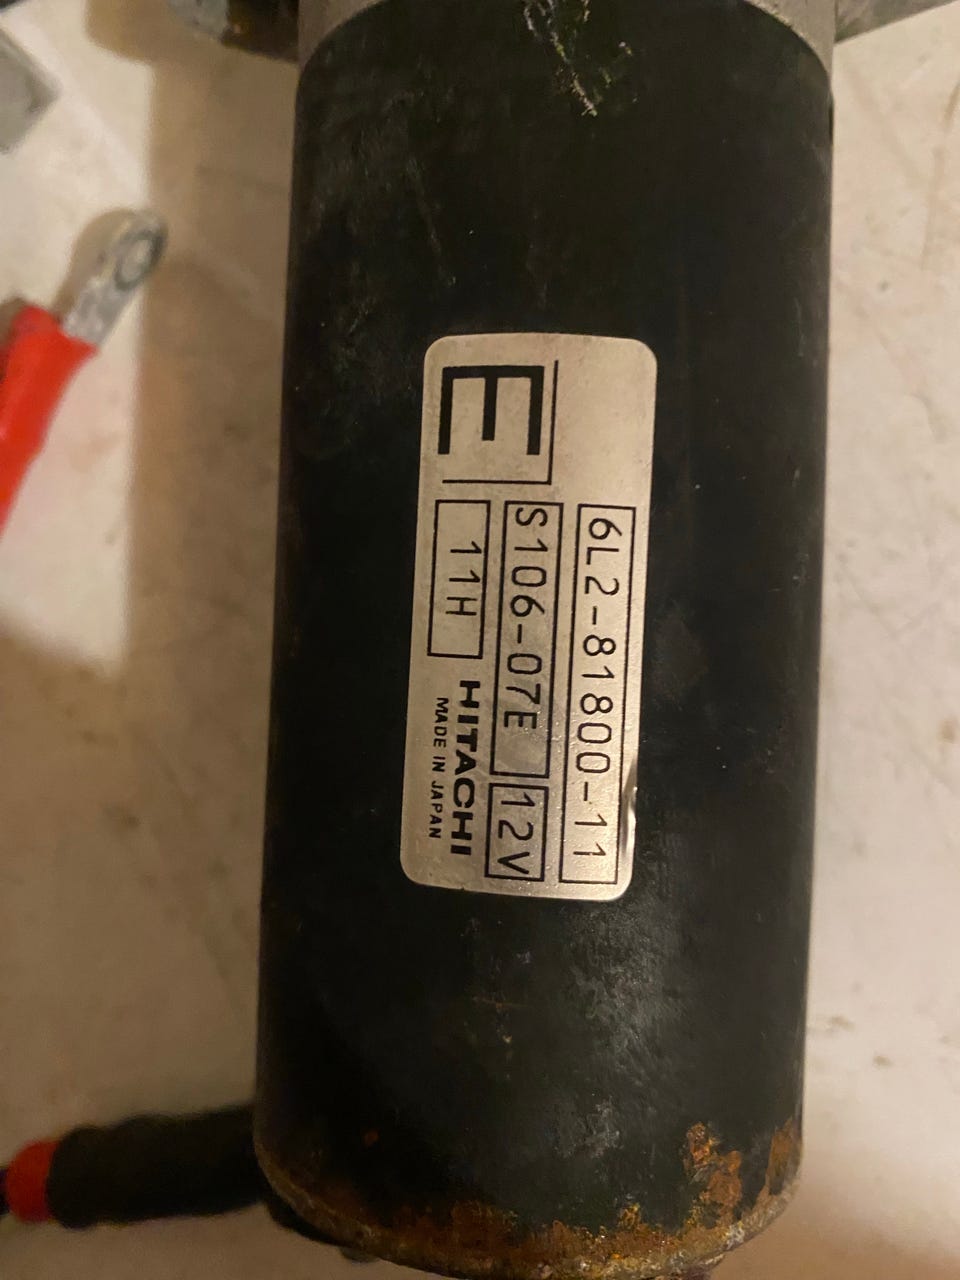 E
6L2-81800-11
S106-07E 12V
11H HITACHI
MADE IN JAPAN